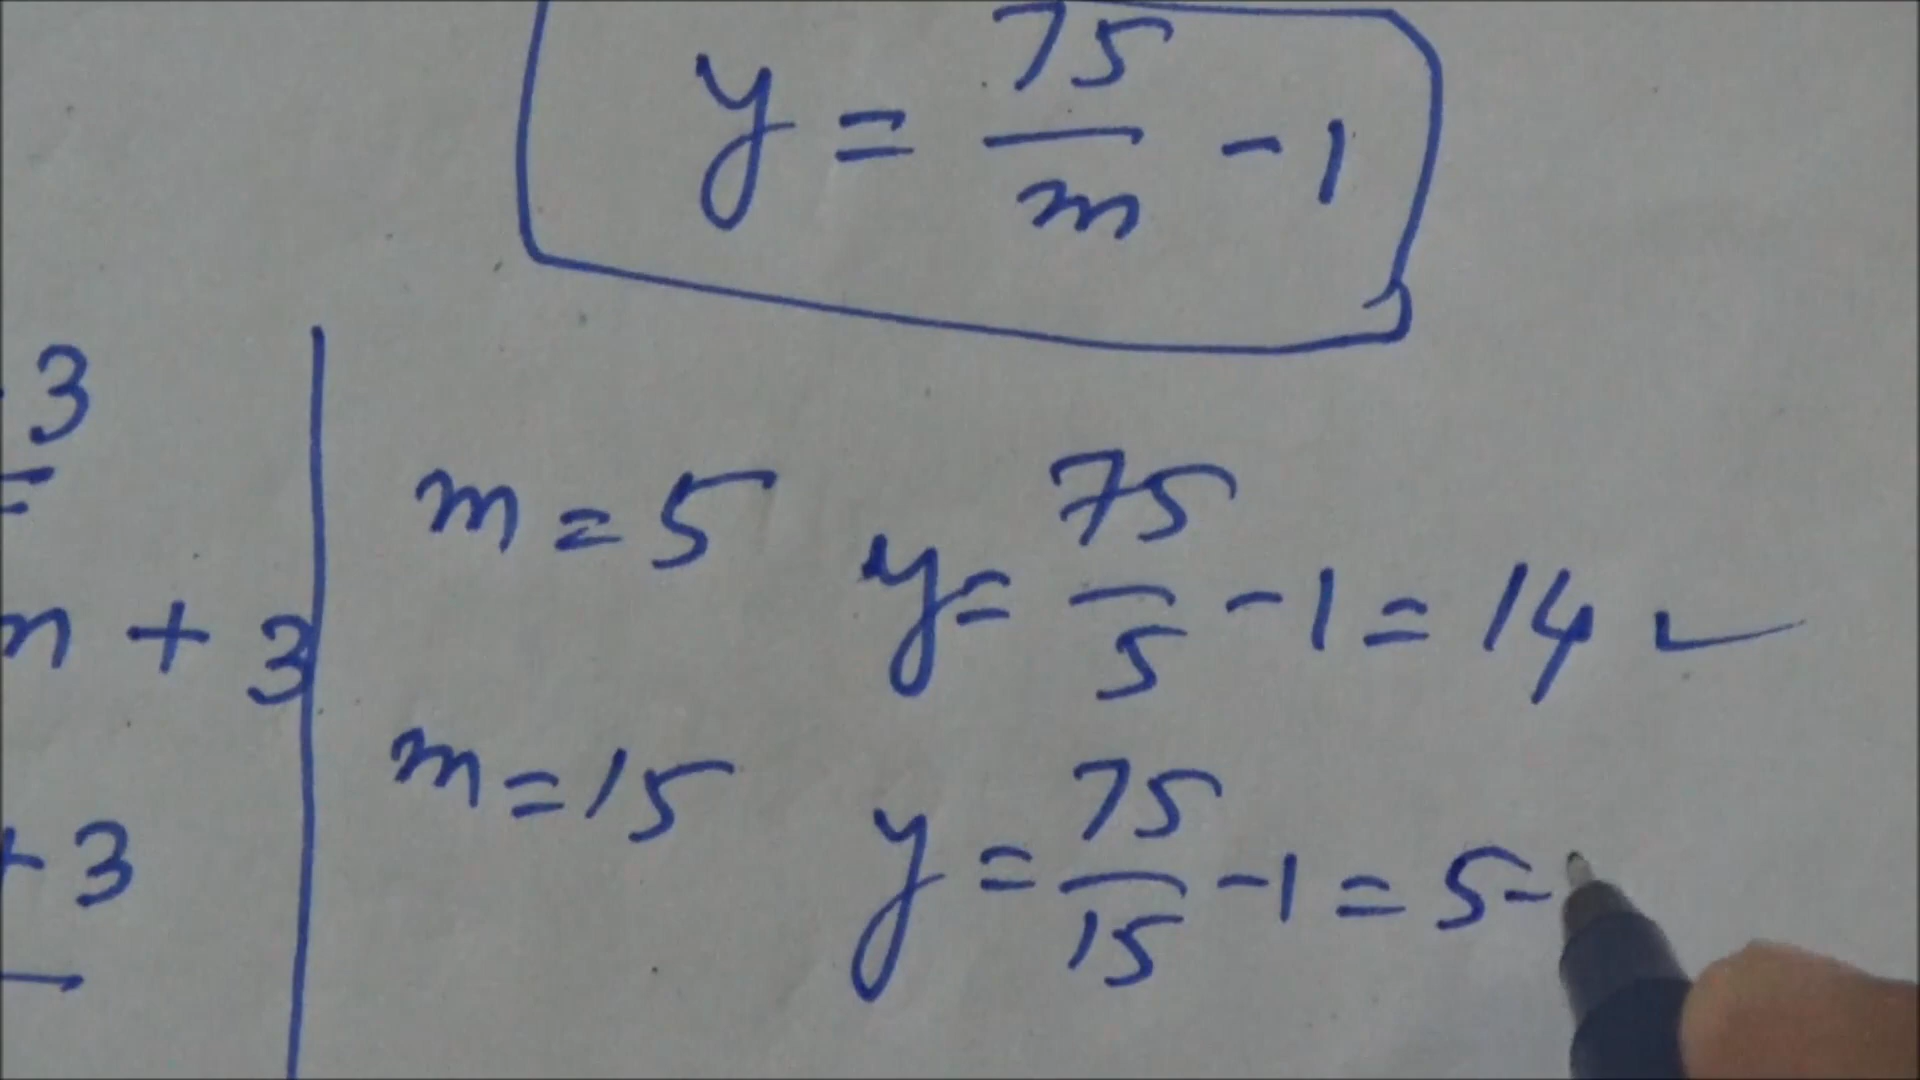 y = 75/m - 1
3
=
n + 3
+ 3
m = 5 y = 75/5 - 1 = 14 ✓
m = 15 y = 75/15 - 1 = 5 -